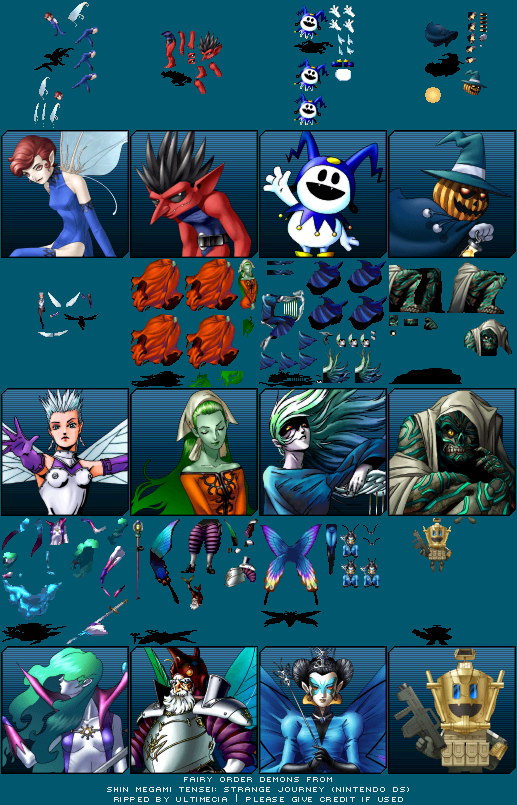 FAIRY ORDER DEMONS FROM
SHIN MEGAMI TENSEI: STRANGE JOURNEY (NINTENDO DS)
RIPPED BY ULTIMECIA | PLEASE GIVE CREDIT IF USED